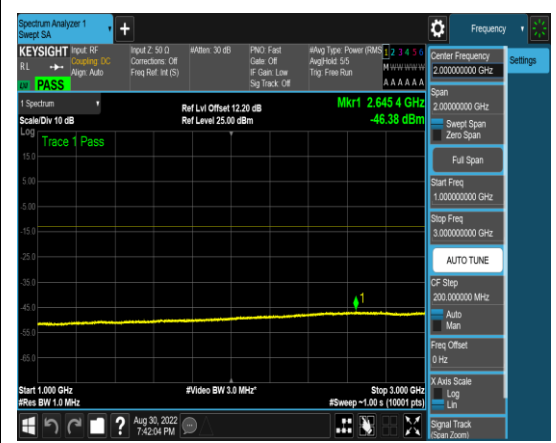 Spectrum Analyzer 1
Swept SA
+
Frequency
KEYSIGHT
RL
PASS
Input: RF
Coupling: DC
Align: Auto
Input Z: 50 Ω
Corrections: Off
Freq Ref: Int (S)
#Atten: 30 dB
PNO: Fast
Gate: Off
IF Gain: Low
Sig Track: Off
#Avg Type: Power (RMS
Avg|Hold: 5/5
Trig: Free Run
1 2 3 4 5 6
M W W W W W
A A A A A A
1 Spectrum
Scale/Div 10 dB
Ref Lvl Offset 12.20 dB
Ref Level 25.00 dBm
Mkr1 2.645 4 GHz
-46.38 dBm
Log
Trace 1 Pass
15.0
5.00
-5.00
-15.0
-25.0
-35.0
-45.0
-55.0
-65.0
1
Start 1.000 GHz
#Res BW 1.0 MHz
#Video BW 3.0 MHz*
Stop 3.000 GHz
#Sweep ~1.00 s (10001 pts)
?
Aug 30, 2022
7:42:04 PM
Center Frequency
2.000000000 GHz
Settings
Span
2.00000000 GHz
Swept Span
Zero Span
Full Span
Start Freq
1.000000000 GHz
Stop Freq
3.000000000 GHz
AUTO TUNE
CF Step
200.000000 MHz
Auto
Man
Freq Offset
0 Hz
X Axis Scale
Log
Lin
Signal Track
(Span Zoom)